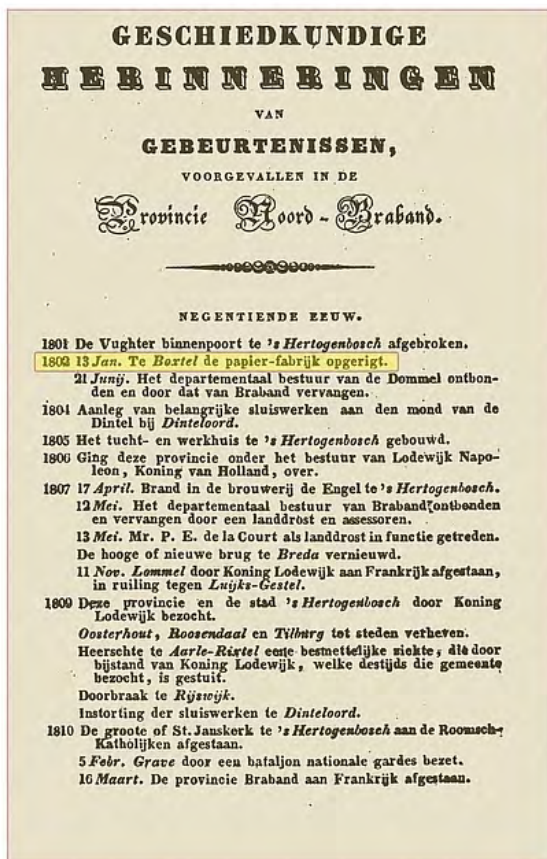 GESCHIEDKUNDIGE
HERINNERINGEN
VAN
GEBEURTENISSEN,
VOORGEVALLEN IN DE
Provincie Noord-Braband.
NEGENTIENDE EEUW.
1801 De Vughter binnenpoort te 's Hertogenbosch afgebroken.
1802 13 Jan. Te Boxtel de papier-fabrijk opgerigt.
21 Junij. Het departementaal bestuur van de Dommel ontbon-
den en door dat van Braband vervangen.
1804 Aanleg van belangrijke sluiswerken aan den mond van de
Dintel bij Dinteloord.
1805 Het tucht- en werkhuis te 's Hertogenbosch gebouwd.
1806 Ging deze provincie onder het bestuur van Lodewijk Napo-
leon, Koning van Holland, over.
1807 17 April. Brand in de brouwerij de Engel te 's Hertogenbosch.
12 Mei. Het departementaal bestuur van Braband ontbonden
en vervangen door een landdrost en assessoren.
13 Mei. Mr. P. E. de la Court als landdrost in functie getreden.
De hooge of nieuwe brug te Breda vernieuwd.
11 Nov. Lommel door Koning Lodewijk aan Frankrijk afgestaan,
in ruiling tegen Luijks-Gestel.
1809 Deze provincie en de stad 's Hertogenbosch door Koning
Lodewijk bezocht.
Oosterhout, Roosendaal en Tilburg tot steden verheven.
Heerschte te Aarle-Rixtel eene besmettelijke ziekte, die door
bijstand van Koning Lodewijk, welke destijds die gemeente
bezocht, is gestuit.
Doorbraak te Rijswijk.
Instorting der sluiswerken te Dinteloord.
1810 De groote of St. Janskerk te 's Hertogenbosch aan de Roomsch-
Katholijken afgestaan.
5 Febr. Grave door een bataljon nationale gardes bezet.
16 Maart. De provincie Braband aan Frankrijk afgestaan.